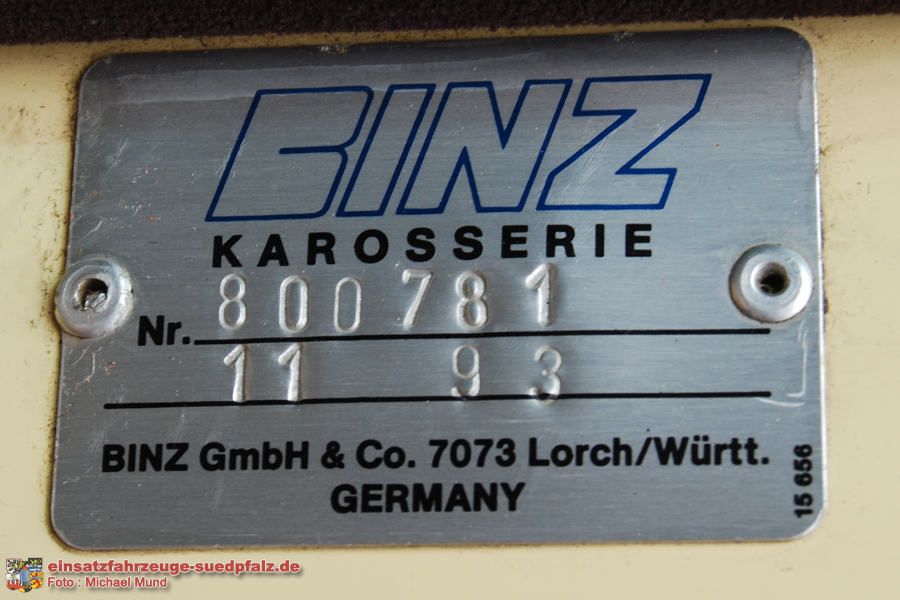 BINZ
KAROSSERIE
Nr. 800781
11 93
BINZ GmbH & Co. 7073 Lorch/Württ.
GERMANY
15 656
einsatzfahrzeuge-suedpfalz.de
Foto : Michael Mund